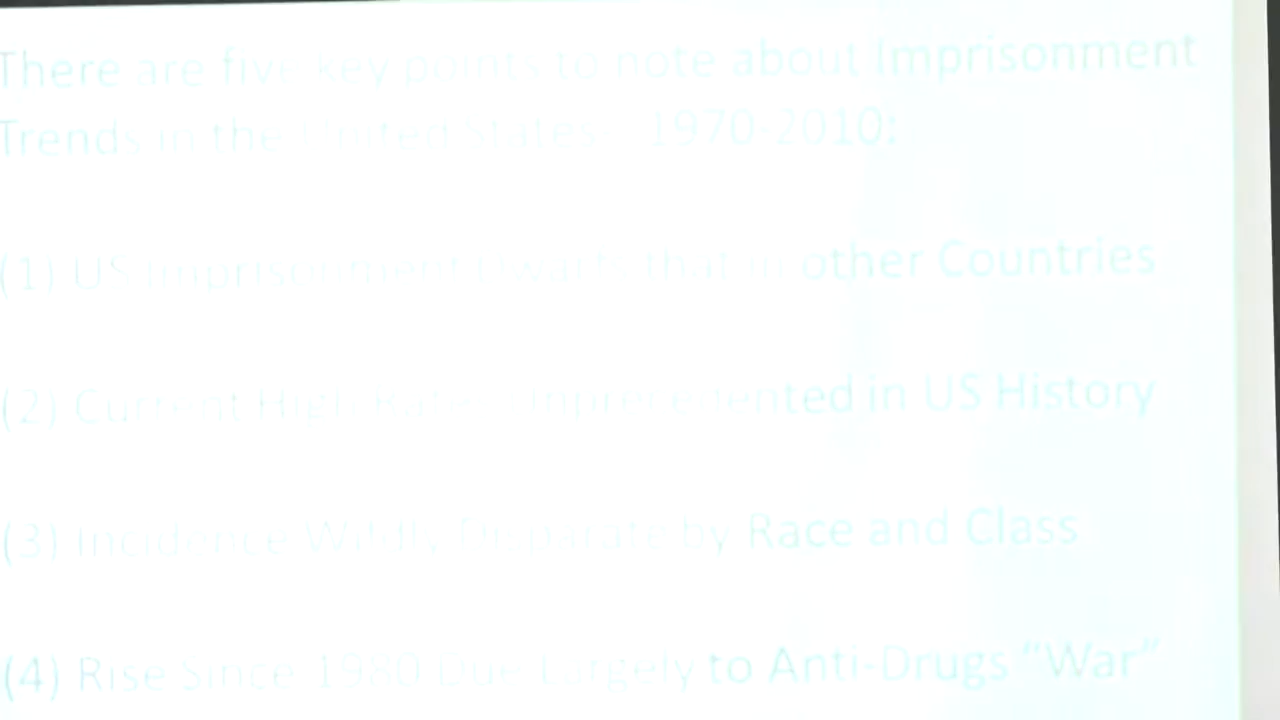 There are five key points to note about Imprisonment
Trends in the United States: 1970-2010:
(1) US Imprisonment Dwarfs that in other Countries
(2) Current High Rates Unprecedented in US History
(3) Incidence Wildly Disparate by Race and Class
(4) Rise Since 1980 Due Largely to Anti-Drugs “War”